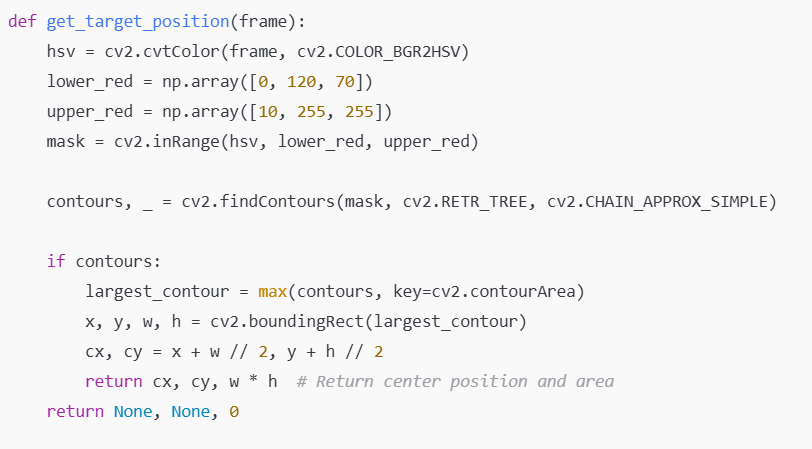 def get_target_position(frame):
    hsv = cv2.cvtColor(frame, cv2.COLOR_BGR2HSV)
    lower_red = np.array([0, 120, 70])
    upper_red = np.array([10, 255, 255])
    mask = cv2.inRange(hsv, lower_red, upper_red)

    contours, _ = cv2.findContours(mask, cv2.RETR_TREE, cv2.CHAIN_APPROX_SIMPLE)

    if contours:
        largest_contour = max(contours, key=cv2.contourArea)
        x, y, w, h = cv2.boundingRect(largest_contour)
        cx, cy = x + w // 2, y + h // 2
        return cx, cy, w * h  # Return center position and area
    return None, None, 0